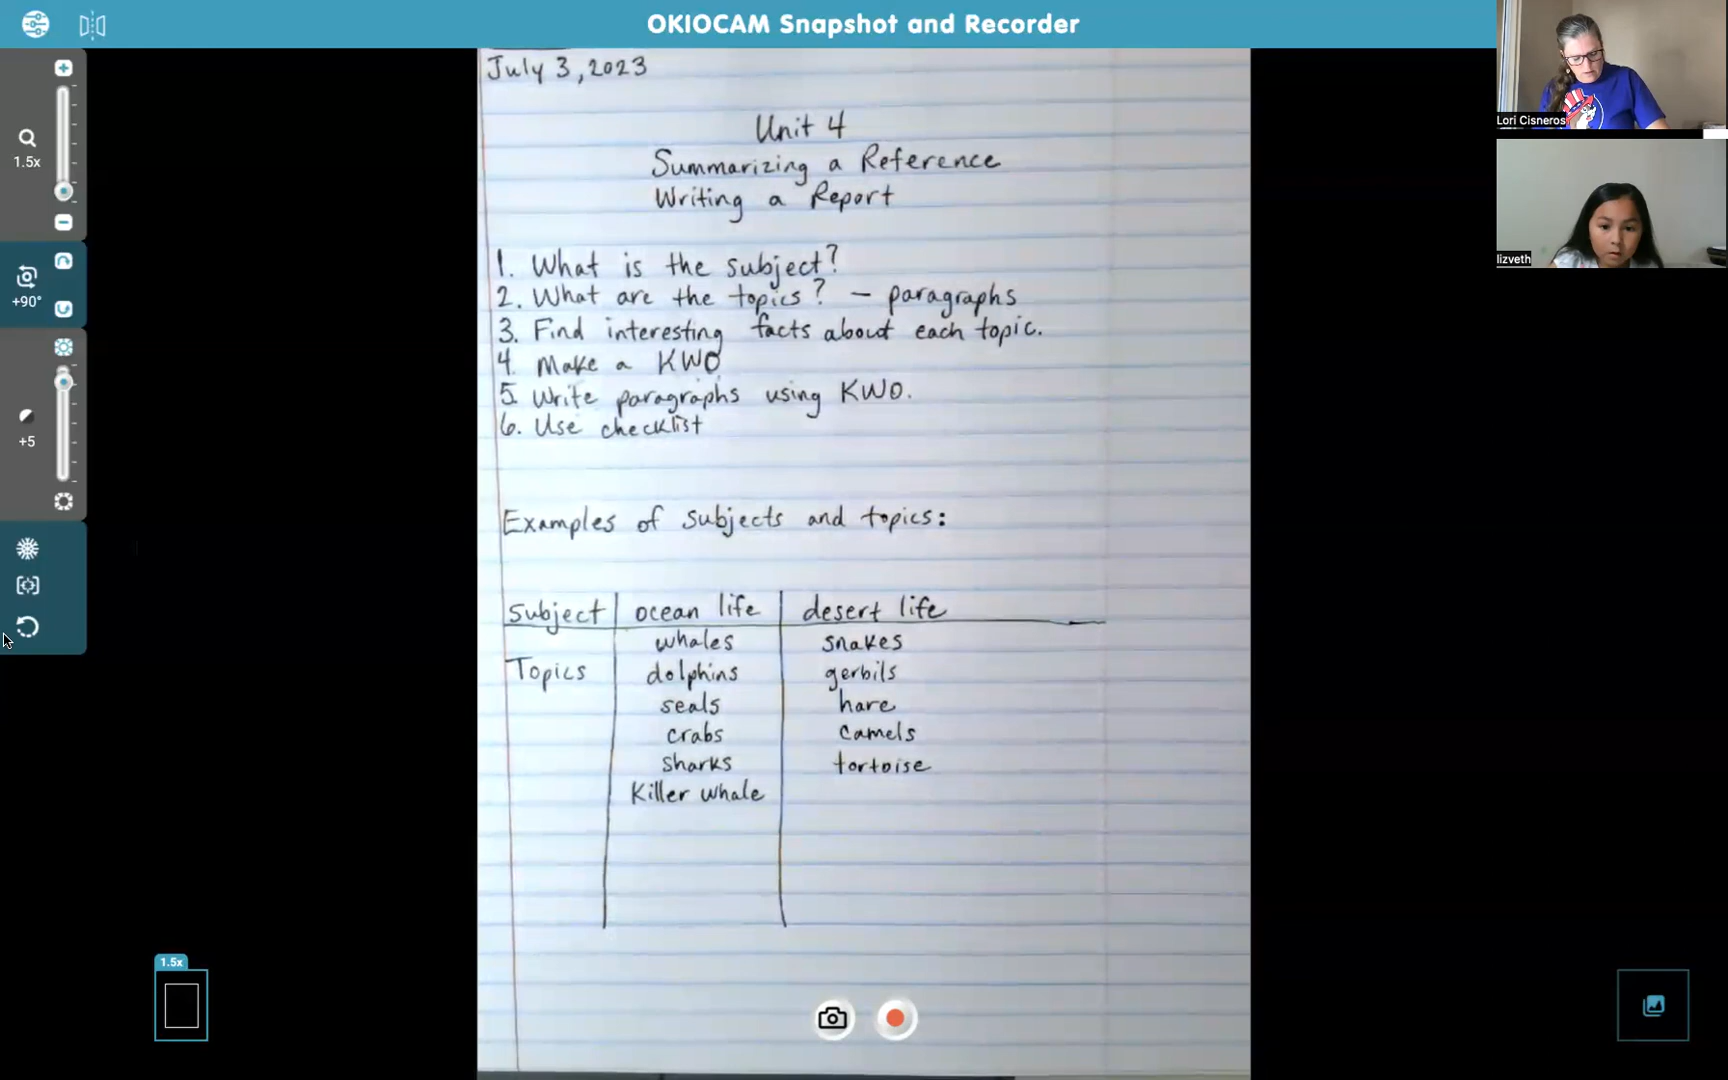 OKIOCAM Snapshot and Recorder
July 3, 2023
Unit 4
Summarizing a Reference
Writing a Report
1. What is the subject?
2. What are the topics? - paragraphs
3. Find interesting facts about each topic.
4. Make a KWO
5. Write paragraphs using KWO.
6. Use checklist
Examples of subjects and topics:
Subject ocean life desert life
whales snakes
Topics dolphins gerbils
seals hare
crabs camels
sharks tortoise
Killer whale
1.5x
+90°
+5
1.5x
Lori Cisneros
lizveth